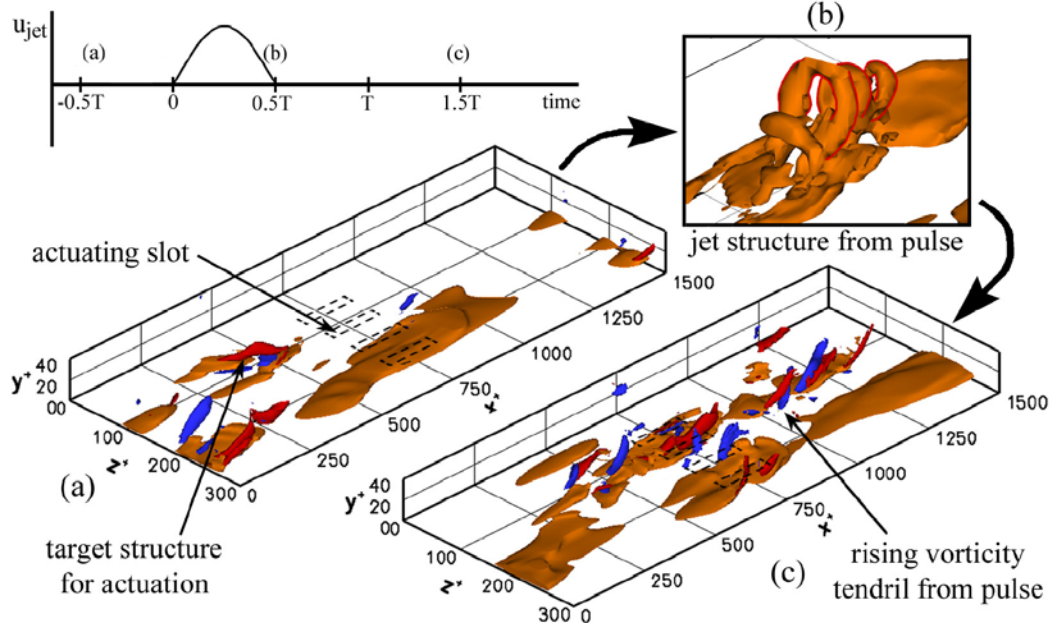 u_jet
(a)
(b)
(c)
-0.5T
0
0.5T
T
1.5T
time
(b)
jet structure from pulse
actuating slot
y+
40
20
00
100
200
300
z+
0
250
500
750
1000
1250
1500
x+
(a)
target structure
for actuation
y+
40
20
00
100
200
300
z+
0
250
500
750
1000
1250
1500
x+
(c)
rising vorticity
tendril from pulse